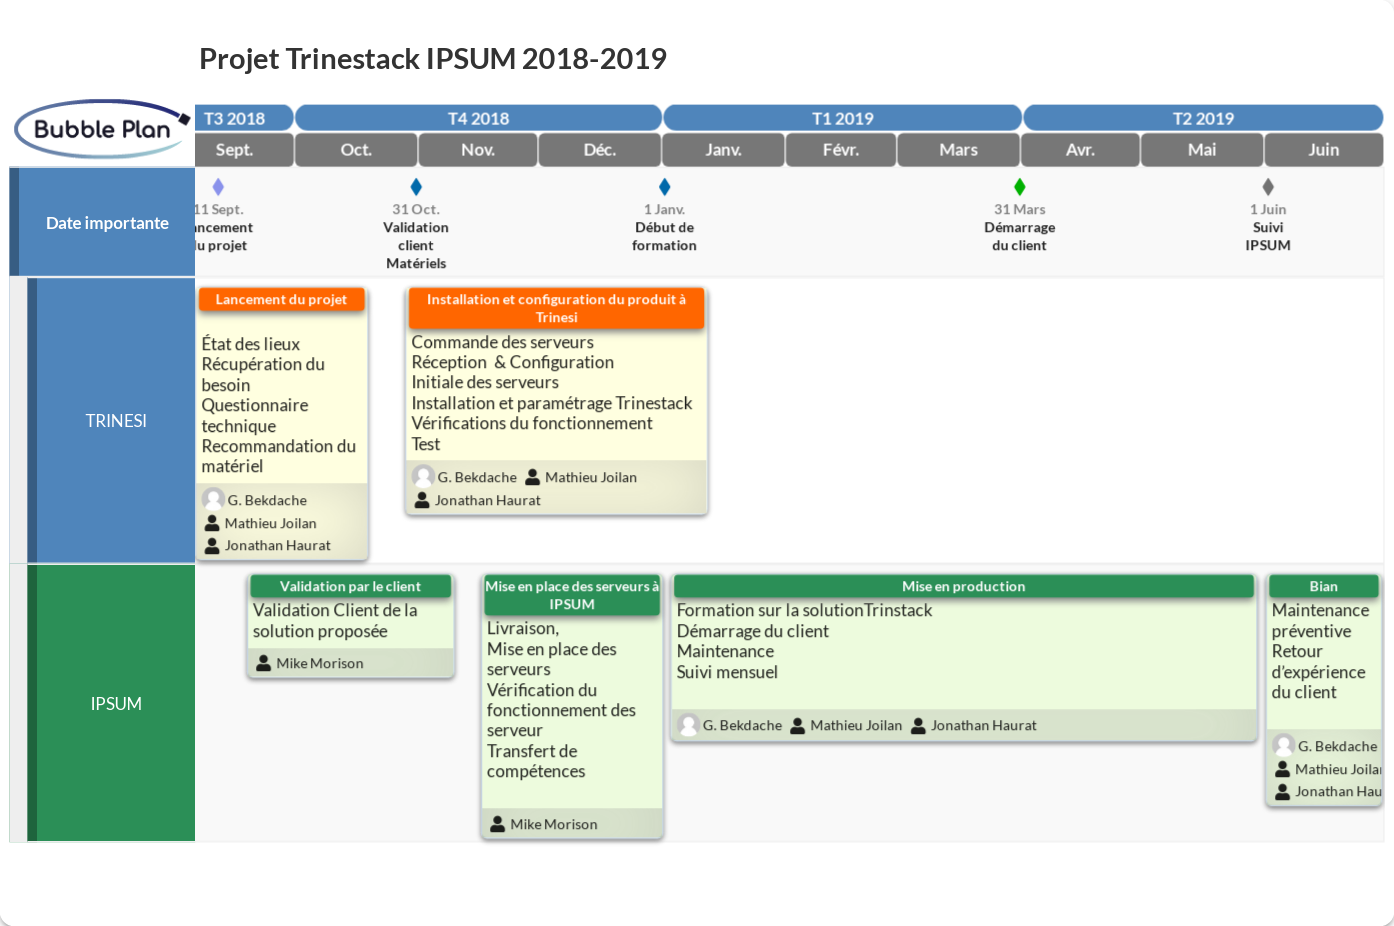 Projet Trinestack IPSUM 2018-2019
Bubble Plan
T3 2018
T4 2018
T1 2019
T2 2019
Sept.
Oct.
Nov.
Déc.
Janv.
Févr.
Mars
Avr.
Mai
Juin
Date importante
11 Sept.
ncement
u projet
31 Oct.
Validation
client
Matériels
1 Janv.
Début de
formation
31 Mars
Démarrage
du client
1 Juin
Suivi
IPSUM
TRINESI
Lancement du projet
État des lieux
Récupération du
besoin
Questionnaire
technique
Recommandation du
matériel
G. Bekdache
Mathieu Joilan
Jonathan Haurat
Installation et configuration du produit à
Trinesi
Commande des serveurs
Réception & Configuration
Initiale des serveurs
Installation et paramétrage Trinestack
Vérifications du fonctionnement
Test
G. Bekdache Mathieu Joilan
Jonathan Haurat
IPSUM
Validation par le client
Validation Client de la
solution proposée
Mike Morison
Mise en place des serveurs à
IPSUM
Livraison,
Mise en place des
serveurs
Vérification du
fonctionnement des
serveur
Transfert de
compétences
Mike Morison
Mise en production
Formation sur la solutionTrinstack
Démarrage du client
Maintenance
Suivi mensuel
G. Bekdache Mathieu Joilan Jonathan Haurat
Bian
Maintenance
préventive
Retour
d'expérience
du client
G. Bekdache
Mathieu Joila
Jonathan Hau